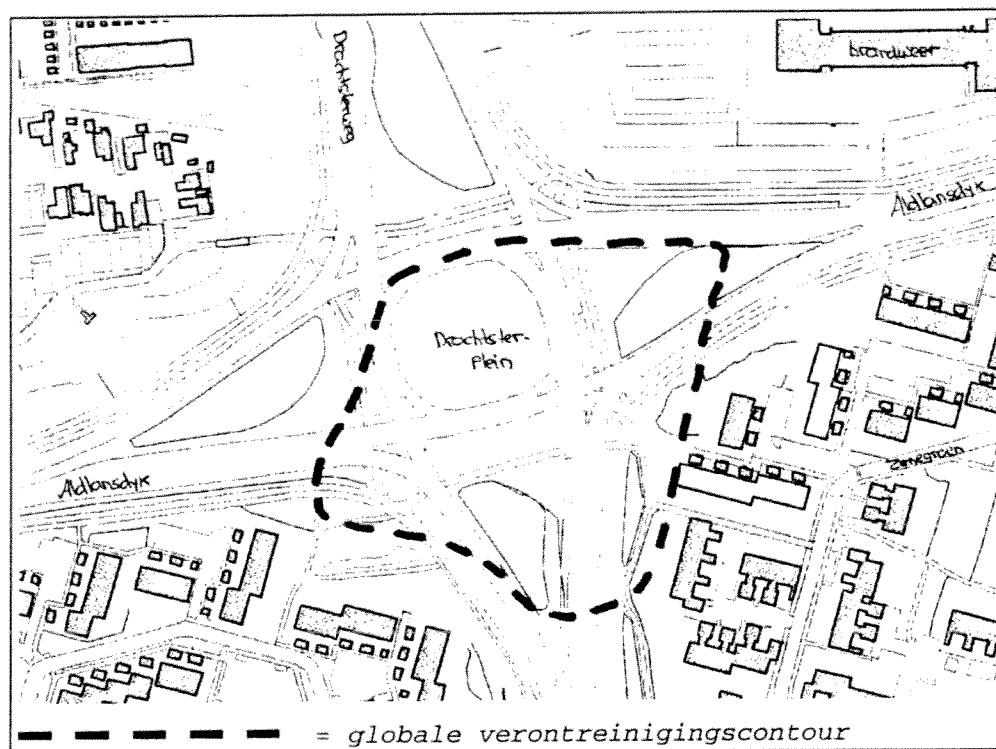 Drachtsterweg
brandweer
Aldlansdyk
Drachtster-
plein
Aldlansdyk
= globale verontreinigingscontour